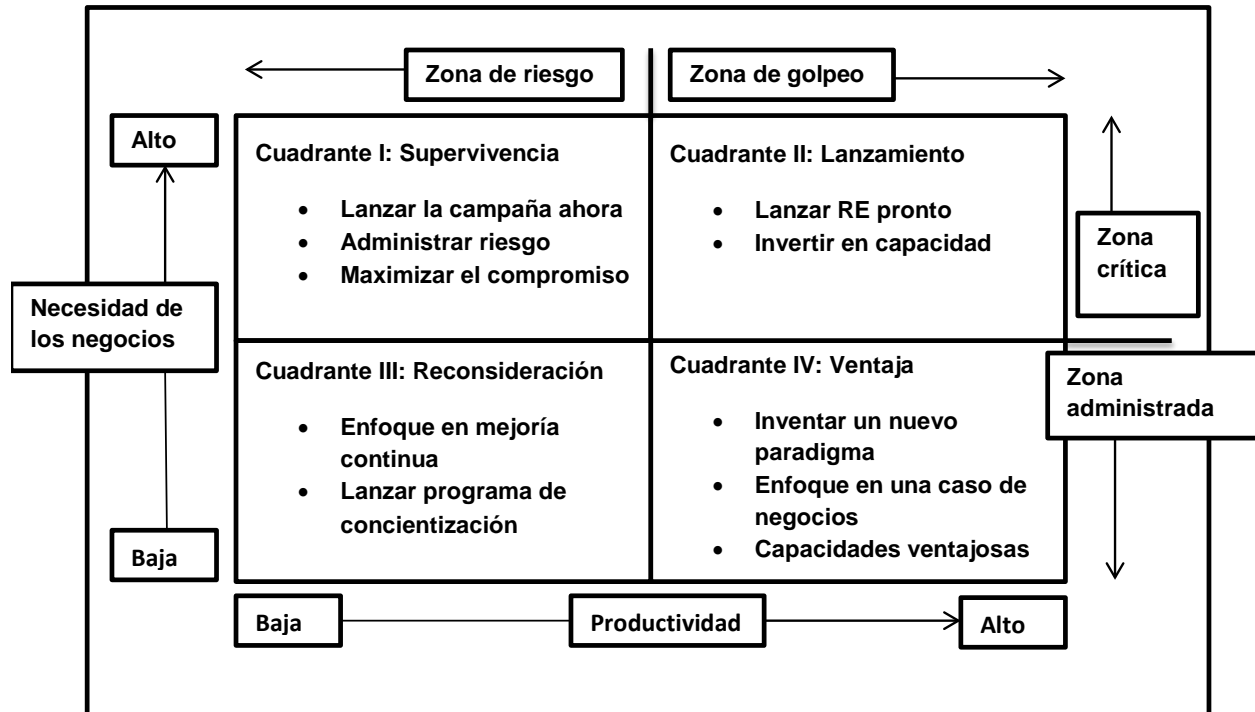 Zona de riesgo
Zona de golpeo
Alto
Cuadrante I: Supervivencia
• Lanzar la campaña ahora
• Administrar riesgo
• Maximizar el compromiso
Cuadrante II: Lanzamiento
• Lanzar RE pronto
• Invertir en capacidad
Zona
crítica
Necesidad de
los negocios
Cuadrante III: Reconsideración
• Enfoque en mejoría
continua
• Lanzar programa de
concientización
Cuadrante IV: Ventaja
• Inventar un nuevo
paradigma
• Enfoque en una caso de
negocios
• Capacidades ventajosas
Zona
administrada
Baja
Baja
Productividad
Alto